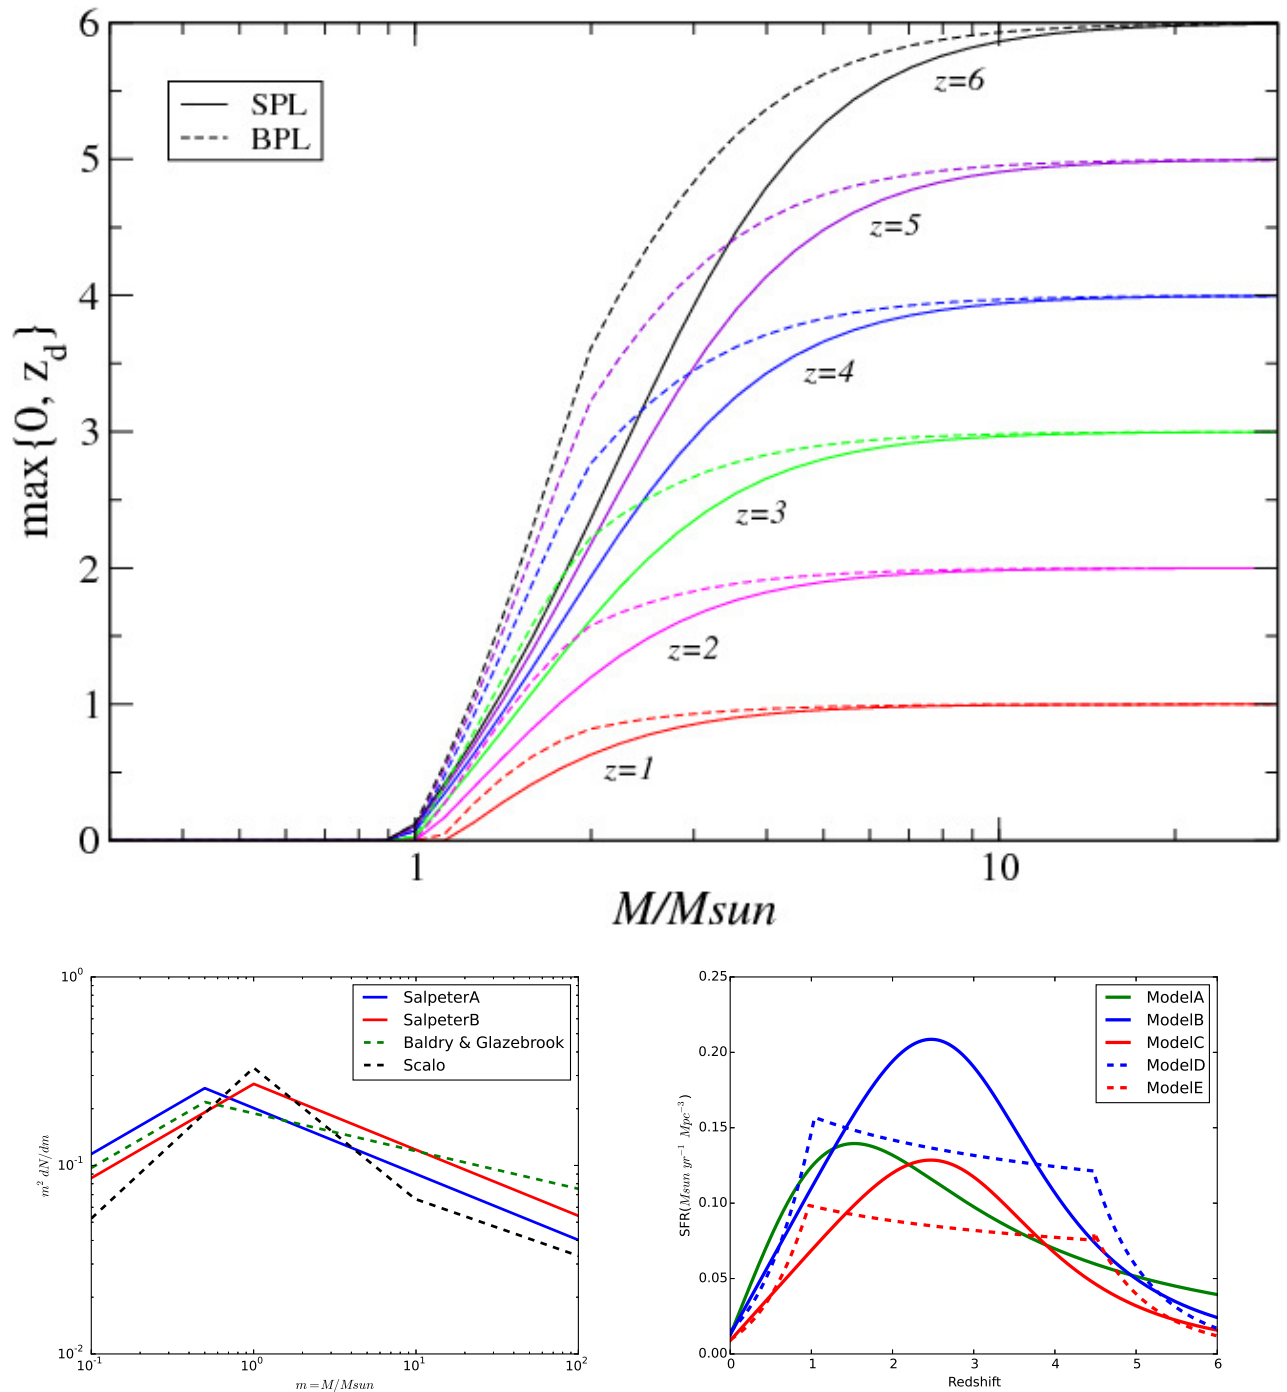 6
5
4
3
2
1
0
max{0, z_d}
SPL
BPL
z=6
z=5
z=4
z=3
z=2
z=1
1
10
M/Msun
10^0
10^-1
10^-2
m^2 dN/dm
SalpeterA
SalpeterB
Baldry & Glazebrook
Scalo
10^-1
10^0
10^1
10^2
m = M/Msun
0.25
0.20
0.15
0.10
0.05
0.00
SFR(Msun yr^-1 Mpc^-3)
ModelA
ModelB
ModelC
ModelD
ModelE
0
1
2
3
4
5
6
Redshift